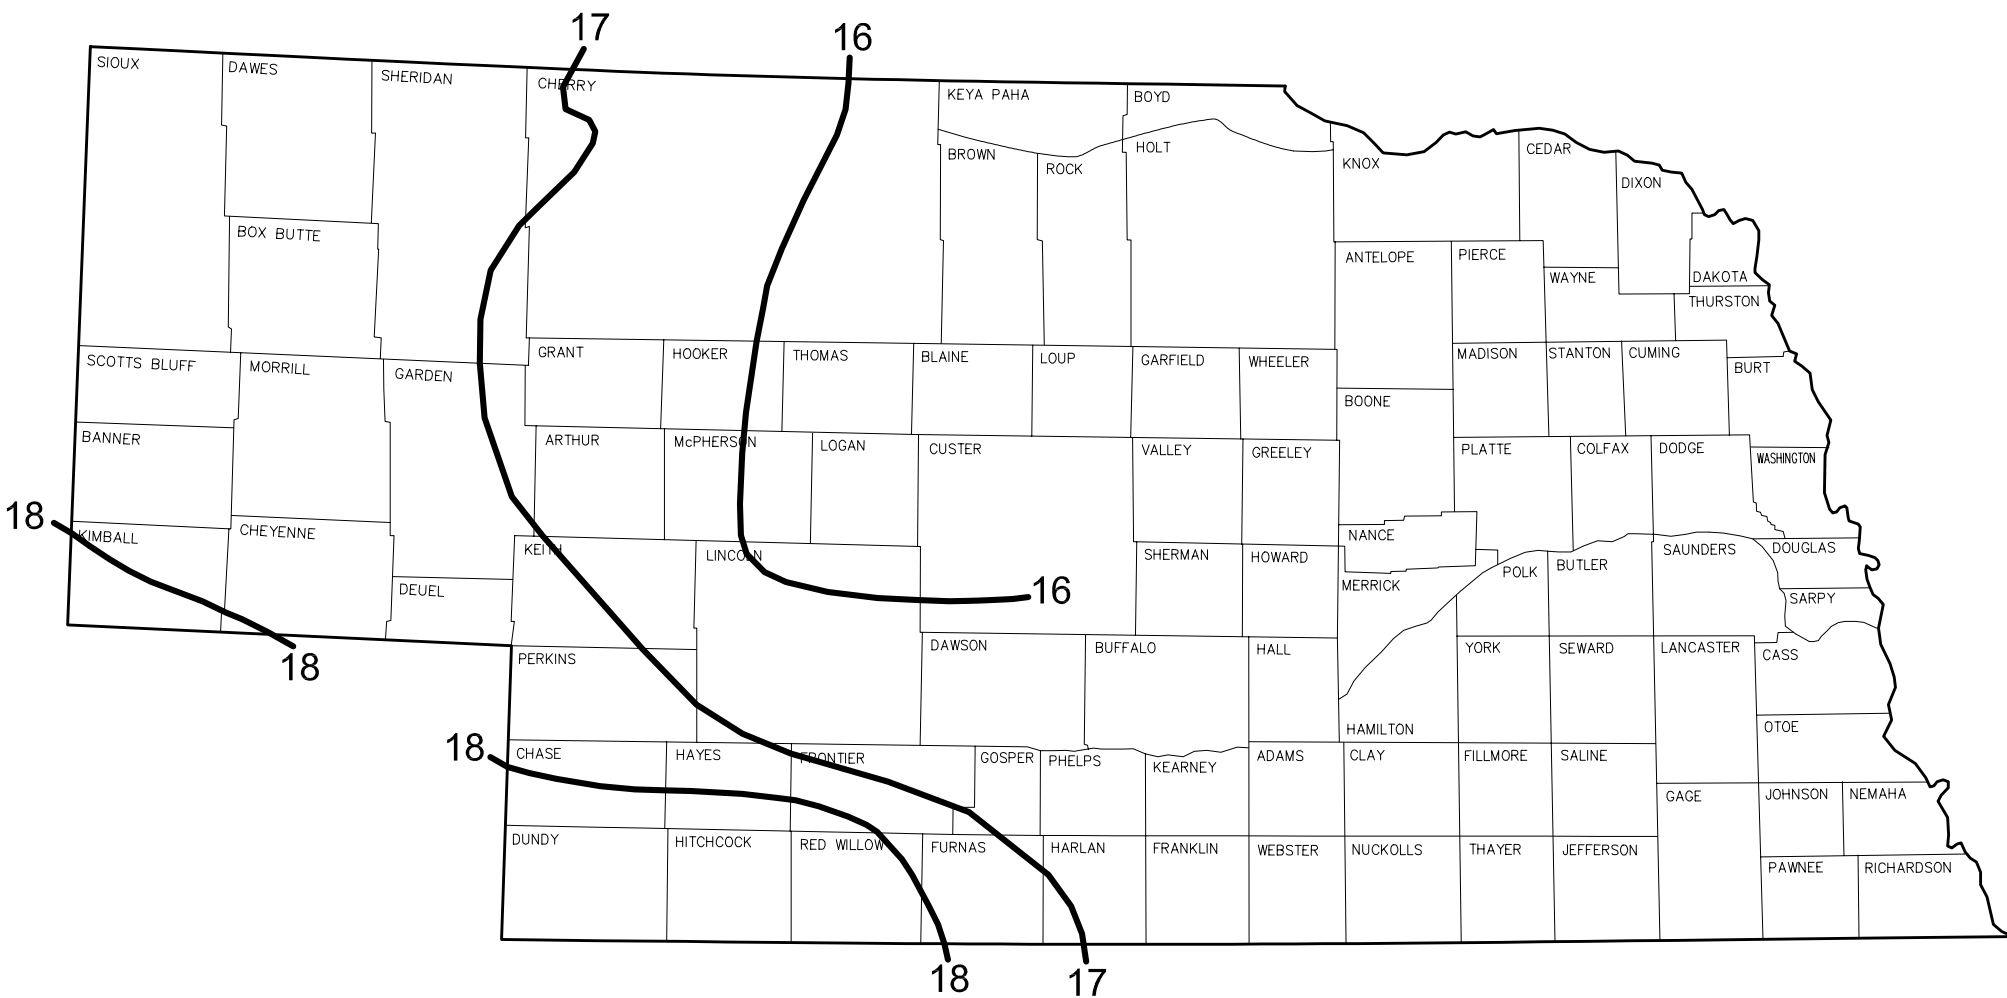 17
16
SIOUX
DAWES
SHERIDAN
CHERRY
KEYA PAHA
BOYD
BROWN
ROCK
HOLT
KNOX
CEDAR
DIXON
BOX BUTTE
ANTELOPE
PIERCE
WAYNE
DAKOTA
THURSTON
SCOTTS BLUFF
MORRILL
GARDEN
GRANT
HOOKER
THOMAS
BLAINE
LOUP
GARFIELD
WHEELER
MADISON
STANTON
CUMING
BURT
BOONE
BANNER
ARTHUR
McPHERSON
LOGAN
CUSTER
VALLEY
GREELEY
PLATTE
COLFAX
DODGE
WASHINGTON
18
KIMBALL
CHEYENNE
KEITH
LINCOLN
SHERMAN
HOWARD
NANCE
MERRICK
POLK
BUTLER
SAUNDERS
DOUGLAS
DEUEL
16
SARPY
18
PERKINS
DAWSON
BUFFALO
HALL
YORK
SEWARD
LANCASTER
CASS
HAMILTON
OTOE
18
CHASE
HAYES
FRONTIER
GOSPER
PHELPS
KEARNEY
ADAMS
CLAY
FILLMORE
SALINE
GAGE
JOHNSON
NEMAHA
DUNDY
HITCHCOCK
RED WILLOW
FURNAS
HARLAN
FRANKLIN
WEBSTER
NUCKOLLS
THAYER
JEFFERSON
PAWNEE
RICHARDSON
18
17